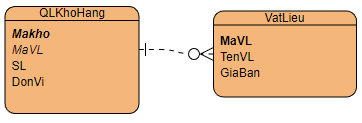 QLKhoHang
Makho
MaVL
SL
DonVi
VatLieu
MaVL
TenVL
GiaBan